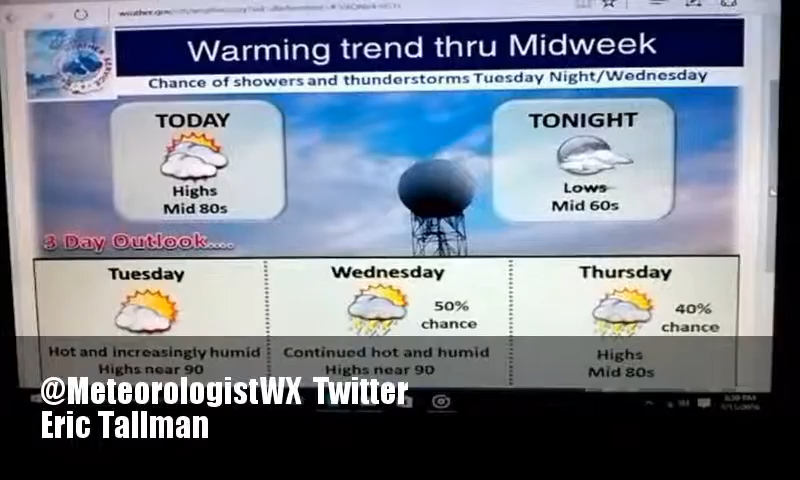 Warming trend thru Midweek
Chance of showers and thunderstorms Tuesday Night/Wednesday
TODAY
Highs
Mid 80s
TONIGHT
Lows
Mid 60s
3 Day Outlook....
Tuesday
Hot and increasingly humid
Highs near 90
Wednesday
50%
chance
Continued hot and humid
Highs near 90
Thursday
40%
chance
Highs
Mid 80s
@MeteorologistWX Twitter
Eric Tallman